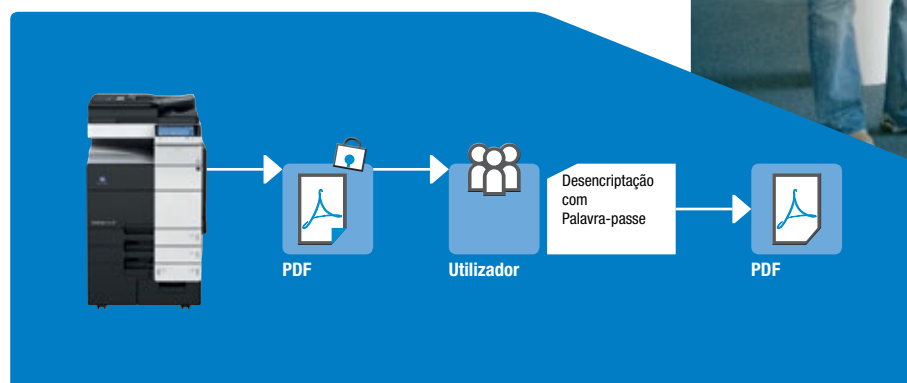 Desencriptação
com
Palavra-passe
PDF
Utilizador
PDF